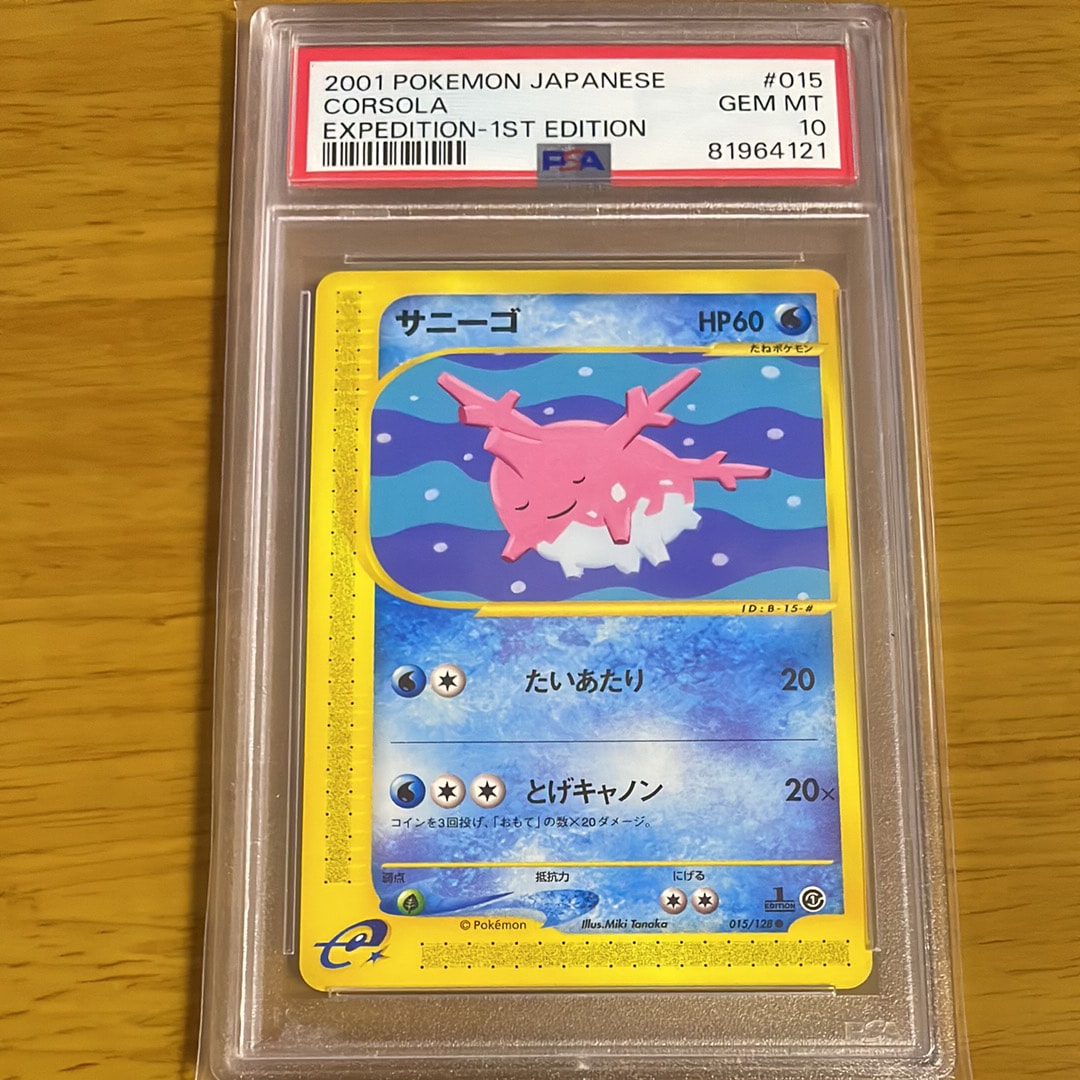 2001 POKEMON JAPANESE #015
CORSOLA GEM MT
EXPEDITION-1ST EDITION 10
81964121
PSA
サニーゴ HP60
たねポケモン
ID:B-15-#
たいあたり 20
とげキャノン 20×
コインを3回投げ、「おもて」の数×20ダメージ。
弱点 抵抗力 にげる
1
EDITION
© Pokémon Illus.Miki Tanaka 015/128●
e
PSA